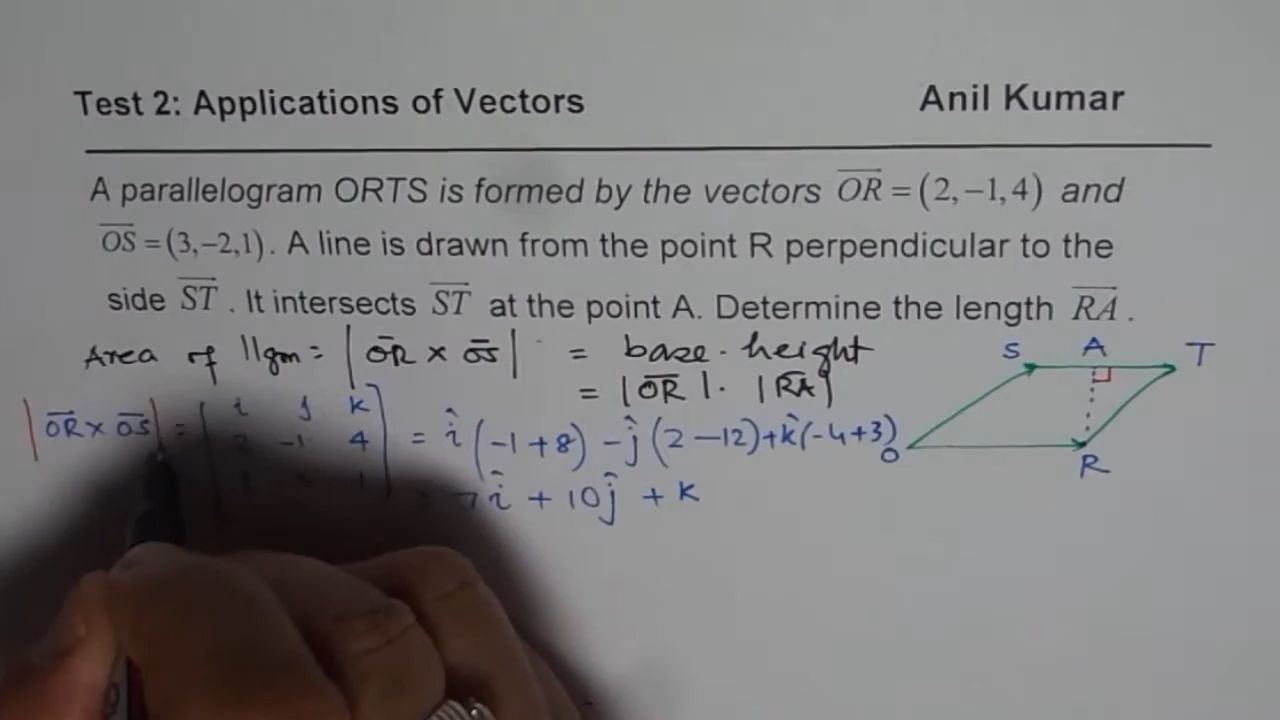 Test 2: Applications of Vectors Anil Kumar
A parallelogram ORTS is formed by the vectors OR⃗ = (2, −1, 4) and
OS⃗ = (3, −2, 1). A line is drawn from the point R perpendicular to the
side ST⃗. It intersects ST⃗ at the point A. Determine the length RA⃗.
Area of ||gm = |OR⃗ × OS⃗| = base · height
= |OR⃗| · |RA⃗|
|OR⃗ × OS⃗| = [i j k
2 −1 4
1] = î(−1+8) − ĵ(2−12) + k̂(−4+3)
= 7î + 10ĵ + k
S A T
O R